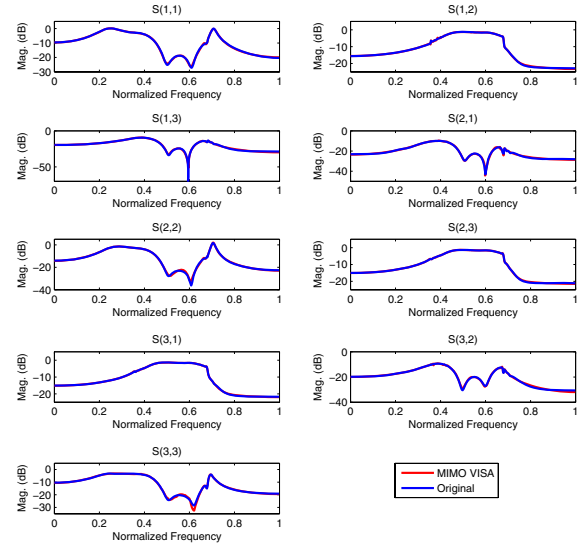 S(1,1)
Mag. (dB)
0
−10
−20
−30
0 0.2 0.4 0.6 0.8 1
Normalized Frequency
S(1,2)
Mag. (dB)
−10
−20
0 0.2 0.4 0.6 0.8 1
Normalized Frequency
S(1,3)
Mag. (dB)
0
−50
0 0.2 0.4 0.6 0.8 1
Normalized Frequency
S(2,1)
Mag. (dB)
0
−20
−40
0 0.2 0.4 0.6 0.8 1
Normalized Frequency
S(2,2)
Mag. (dB)
0
−20
−40
0 0.2 0.4 0.6 0.8 1
Normalized Frequency
S(2,3)
Mag. (dB)
0
−10
−20
0 0.2 0.4 0.6 0.8 1
Normalized Frequency
S(3,1)
Mag. (dB)
0
−10
−20
0 0.2 0.4 0.6 0.8 1
Normalized Frequency
S(3,2)
Mag. (dB)
0
−20
−40
0 0.2 0.4 0.6 0.8 1
Normalized Frequency
S(3,3)
Mag. (dB)
0
−10
−20
−30
0 0.2 0.4 0.6 0.8 1
Normalized Frequency
MIMO VISA
Original